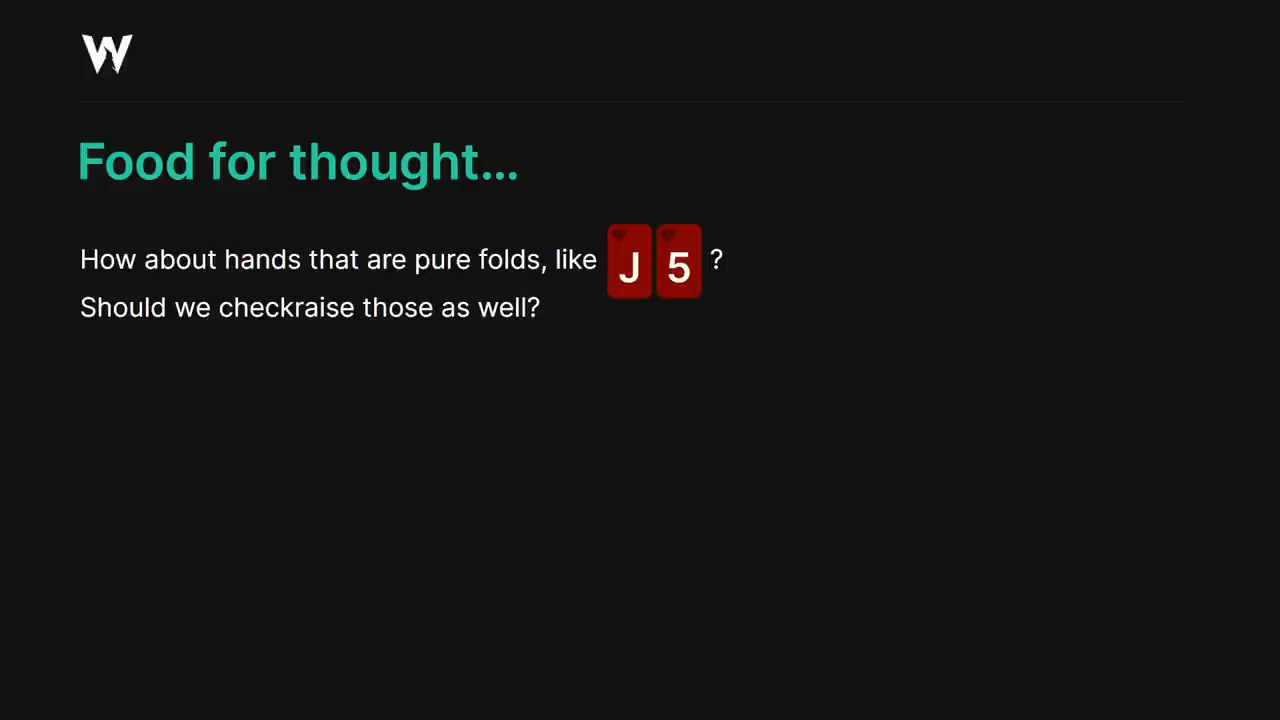 W
Food for thought...
How about hands that are pure folds, like J 5 ?
Should we checkraise those as well?